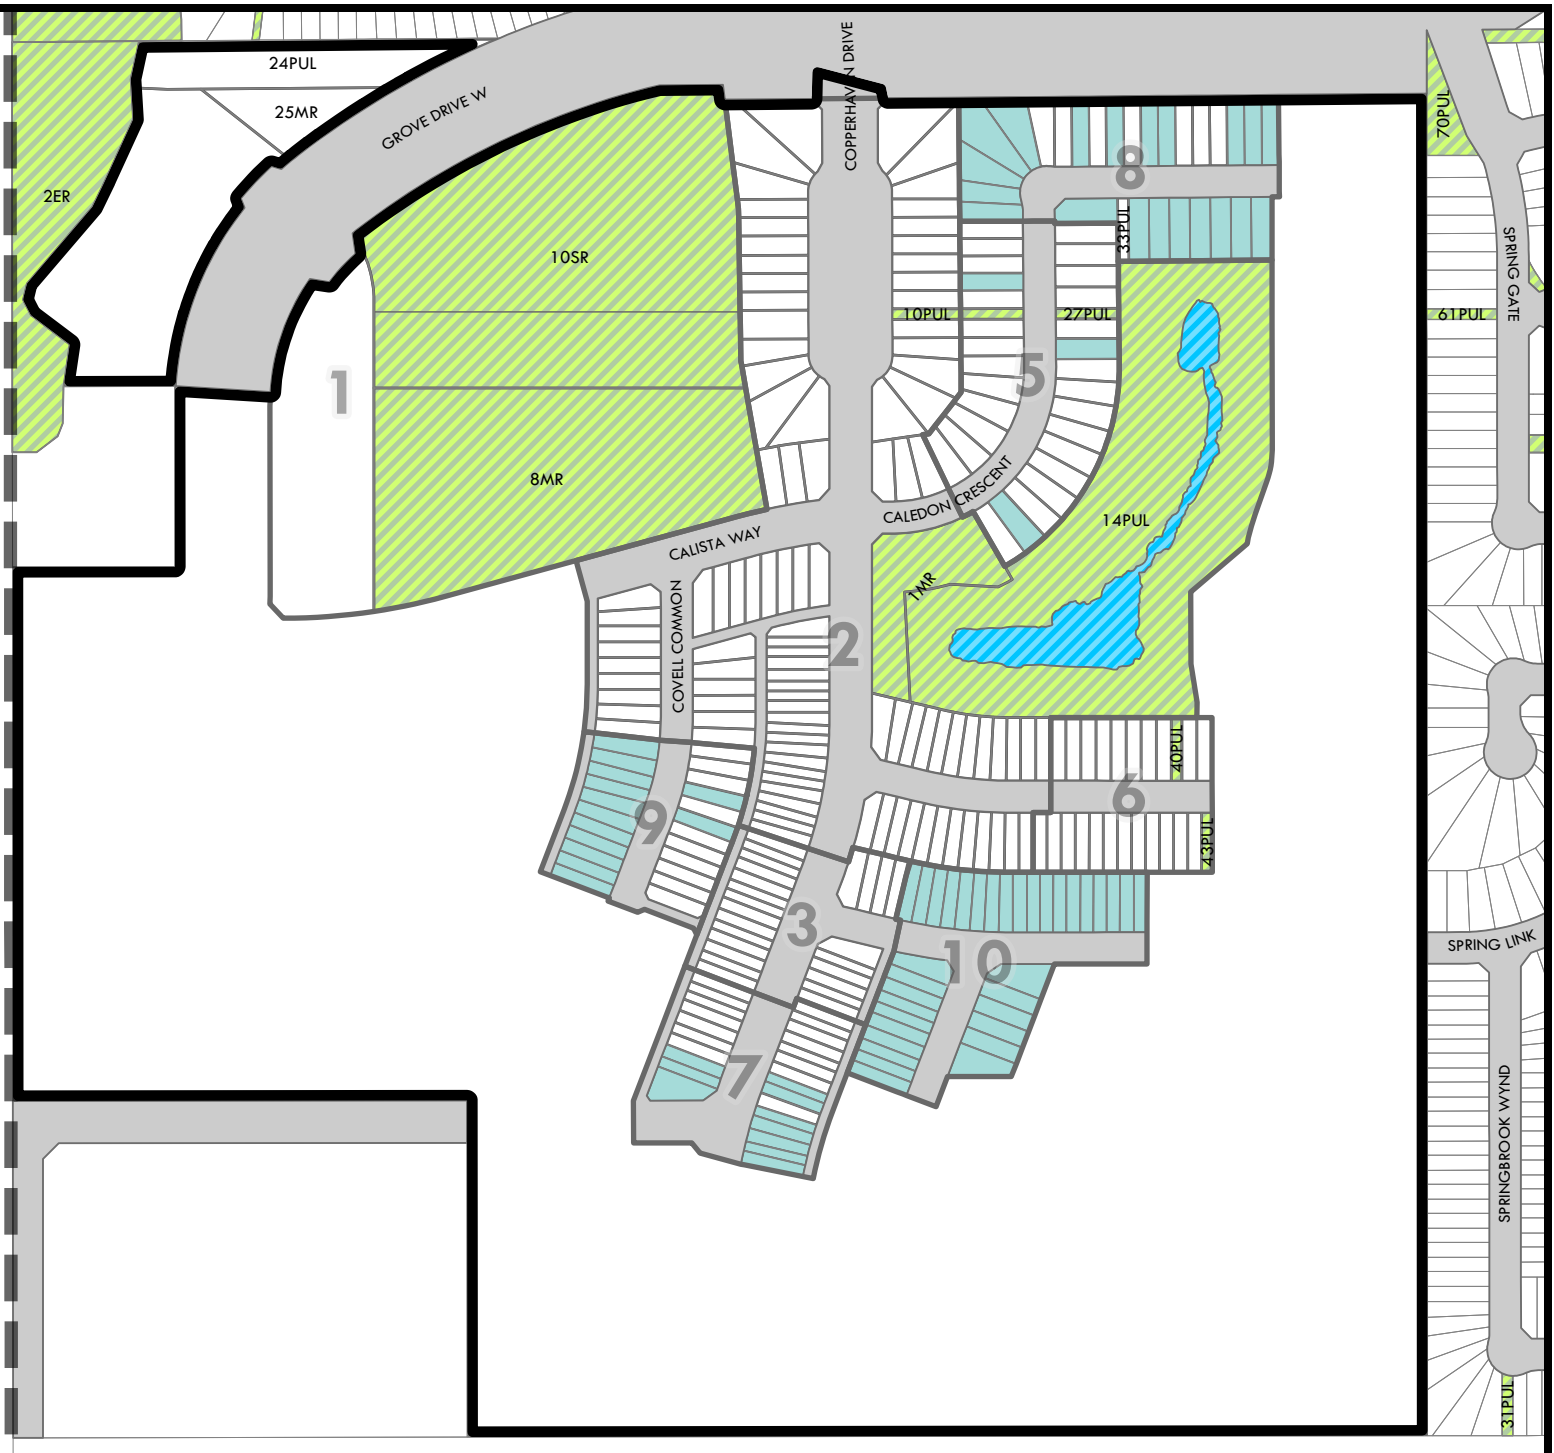 COPPERHAVEN DRIVE
24PUL
25MR
GROVE DRIVE W
70PUL
8
2ER
33PUL
10SR
SPRING GATE
10PUL
27PUL
61PUL
5
1
8MR
CRESCENT
CALEDON
14PUL
CALISTA WAY
1MR
COVELL COMMON
2
40PUL
6
9
43PUL
3
10
SPRING LINK
7
SPRINGBROOK WYND
31PUL